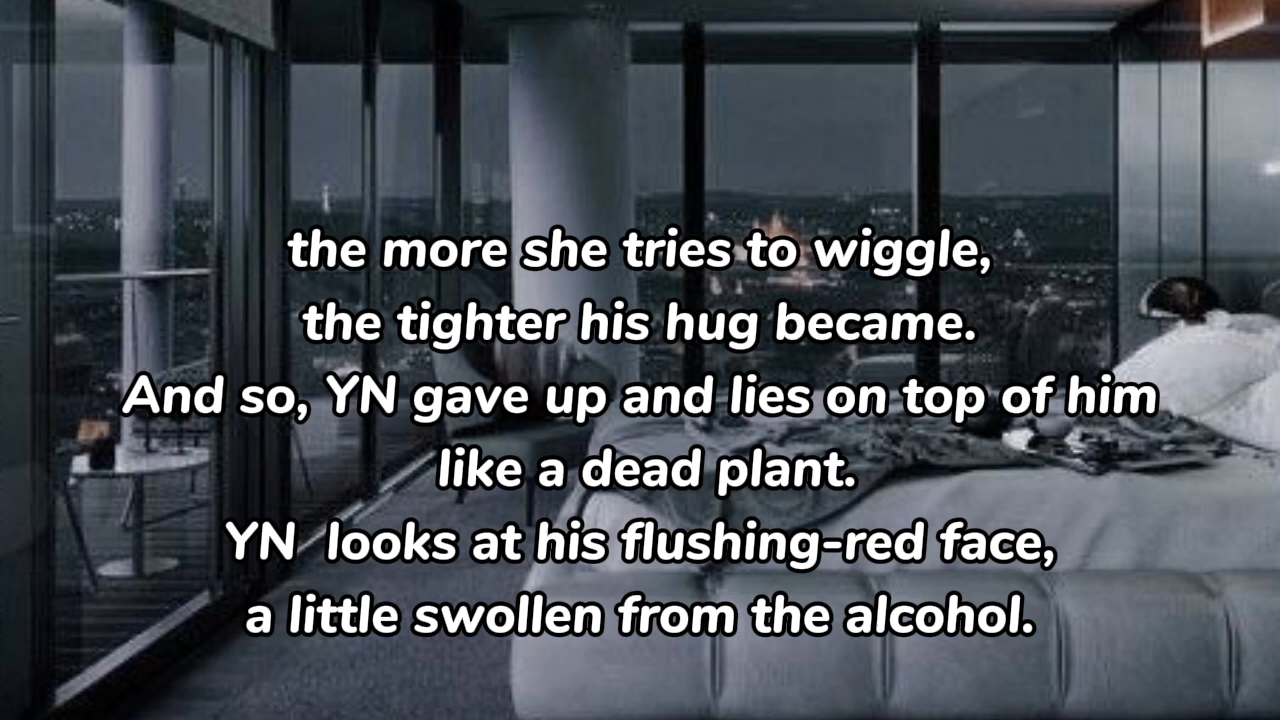 the more she tries to wiggle,
the tighter his hug became.
And so, YN gave up and lies on top of him
like a dead plant.
YN  looks at his flushing-red face,
a little swollen from the alcohol.